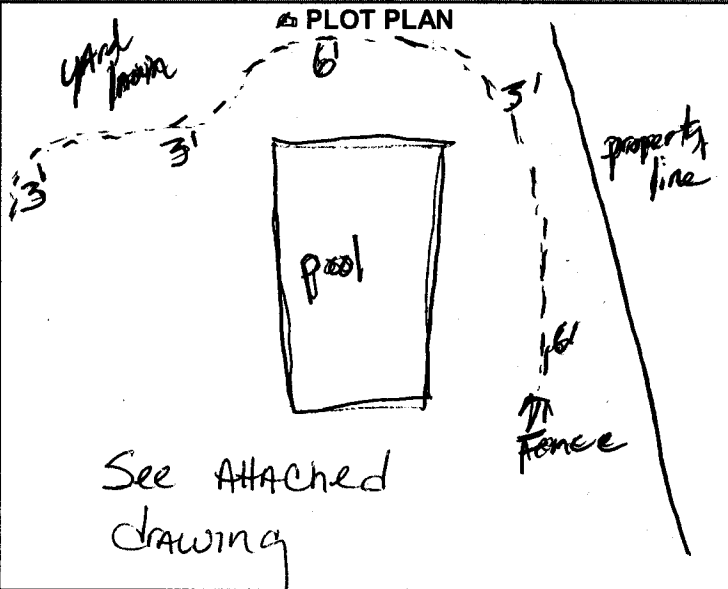 PLOT PLAN
yard
6'
3'
3'
3'
property
line
pool
6'
Fence
See Attached
drawing